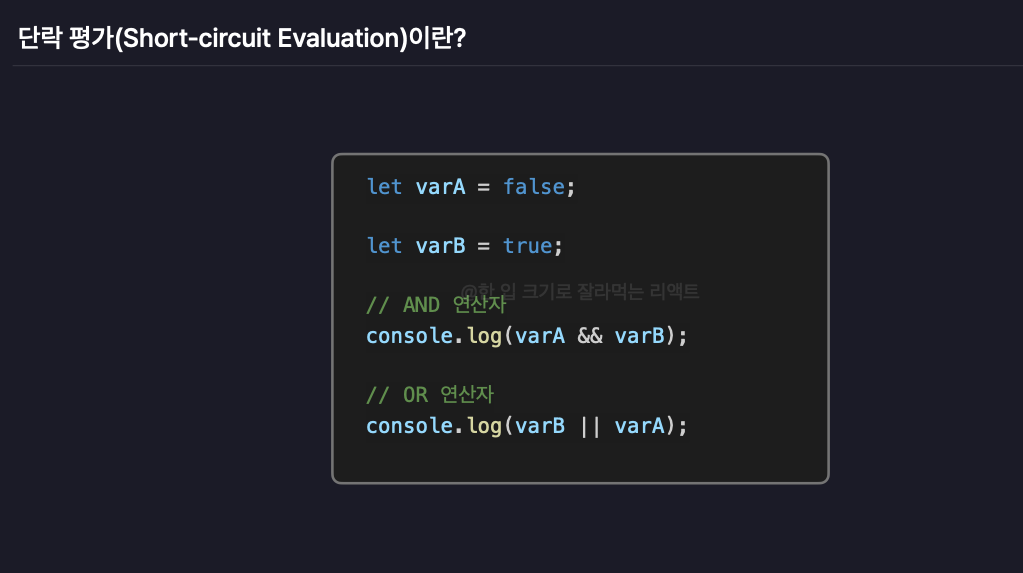 단락 평가(Short-circuit Evaluation)이란?
let varA = false;
let varB = true;
@한 입 크기로 잘라먹는 리액트
// AND 연산자
console.log(varA && varB);
// OR 연산자
console.log(varB || varA);